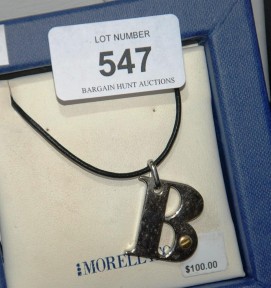 LOT NUMBER
547
BARGAIN HUNT AUCTIONS
B
$100.00